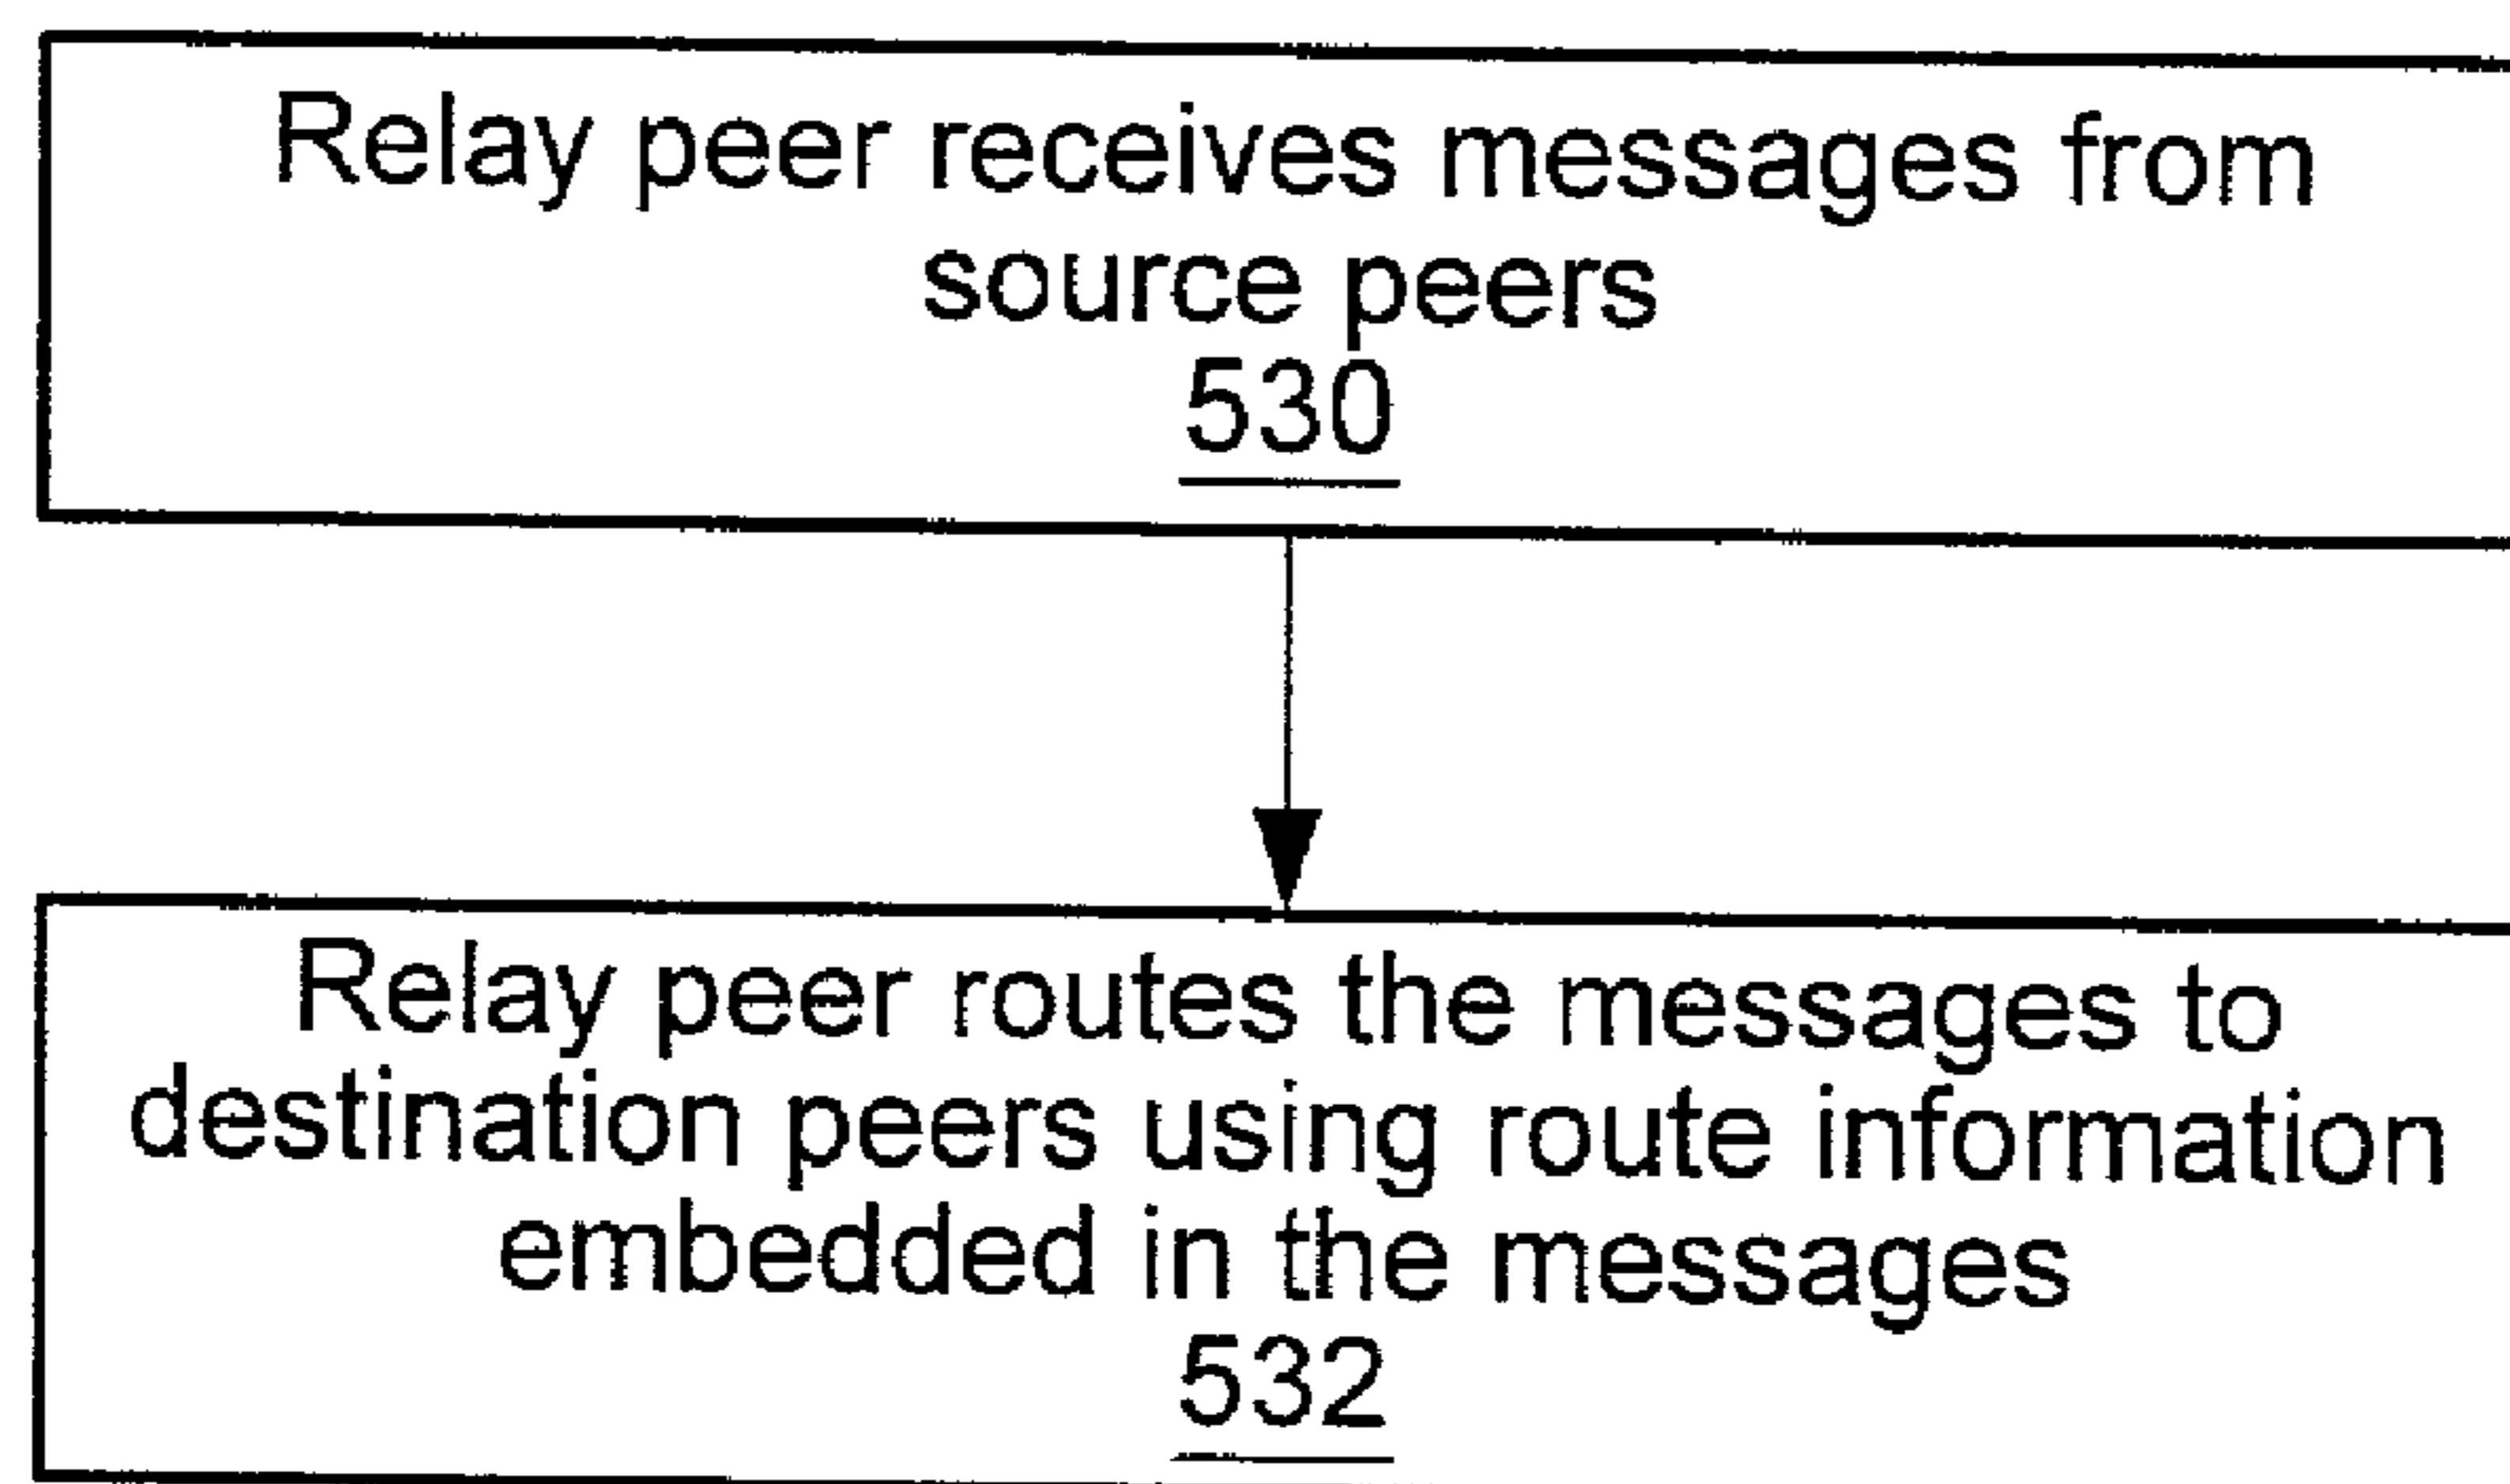 Relay peer receives messages from
source peers
530
Relay peer routes the messages to
destination peers using route information
embedded in the messages
532